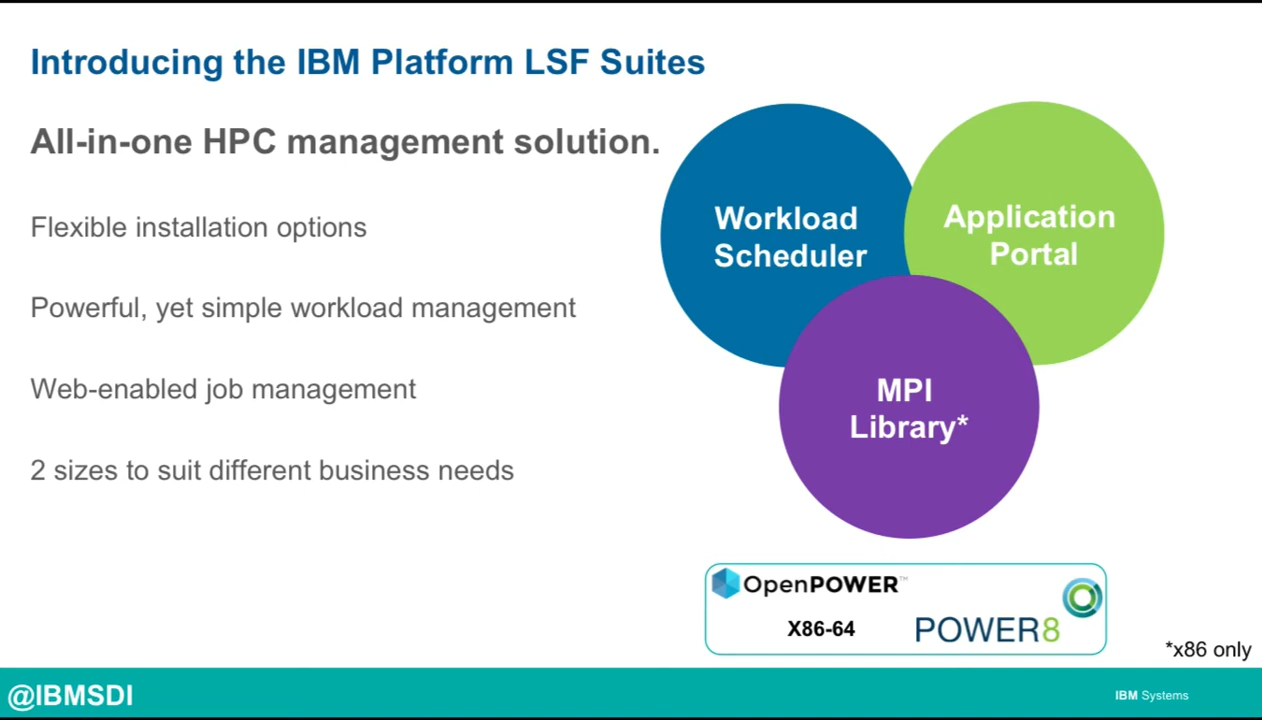 Introducing the IBM Platform LSF Suites
All-in-one HPC management solution.
Flexible installation options
Powerful, yet simple workload management
Web-enabled job management
2 sizes to suit different business needs
Workload
Scheduler
Application
Portal
MPI
Library*
OpenPOWER™
X86-64
POWER8
*x86 only
@IBMSDI
IBM Systems